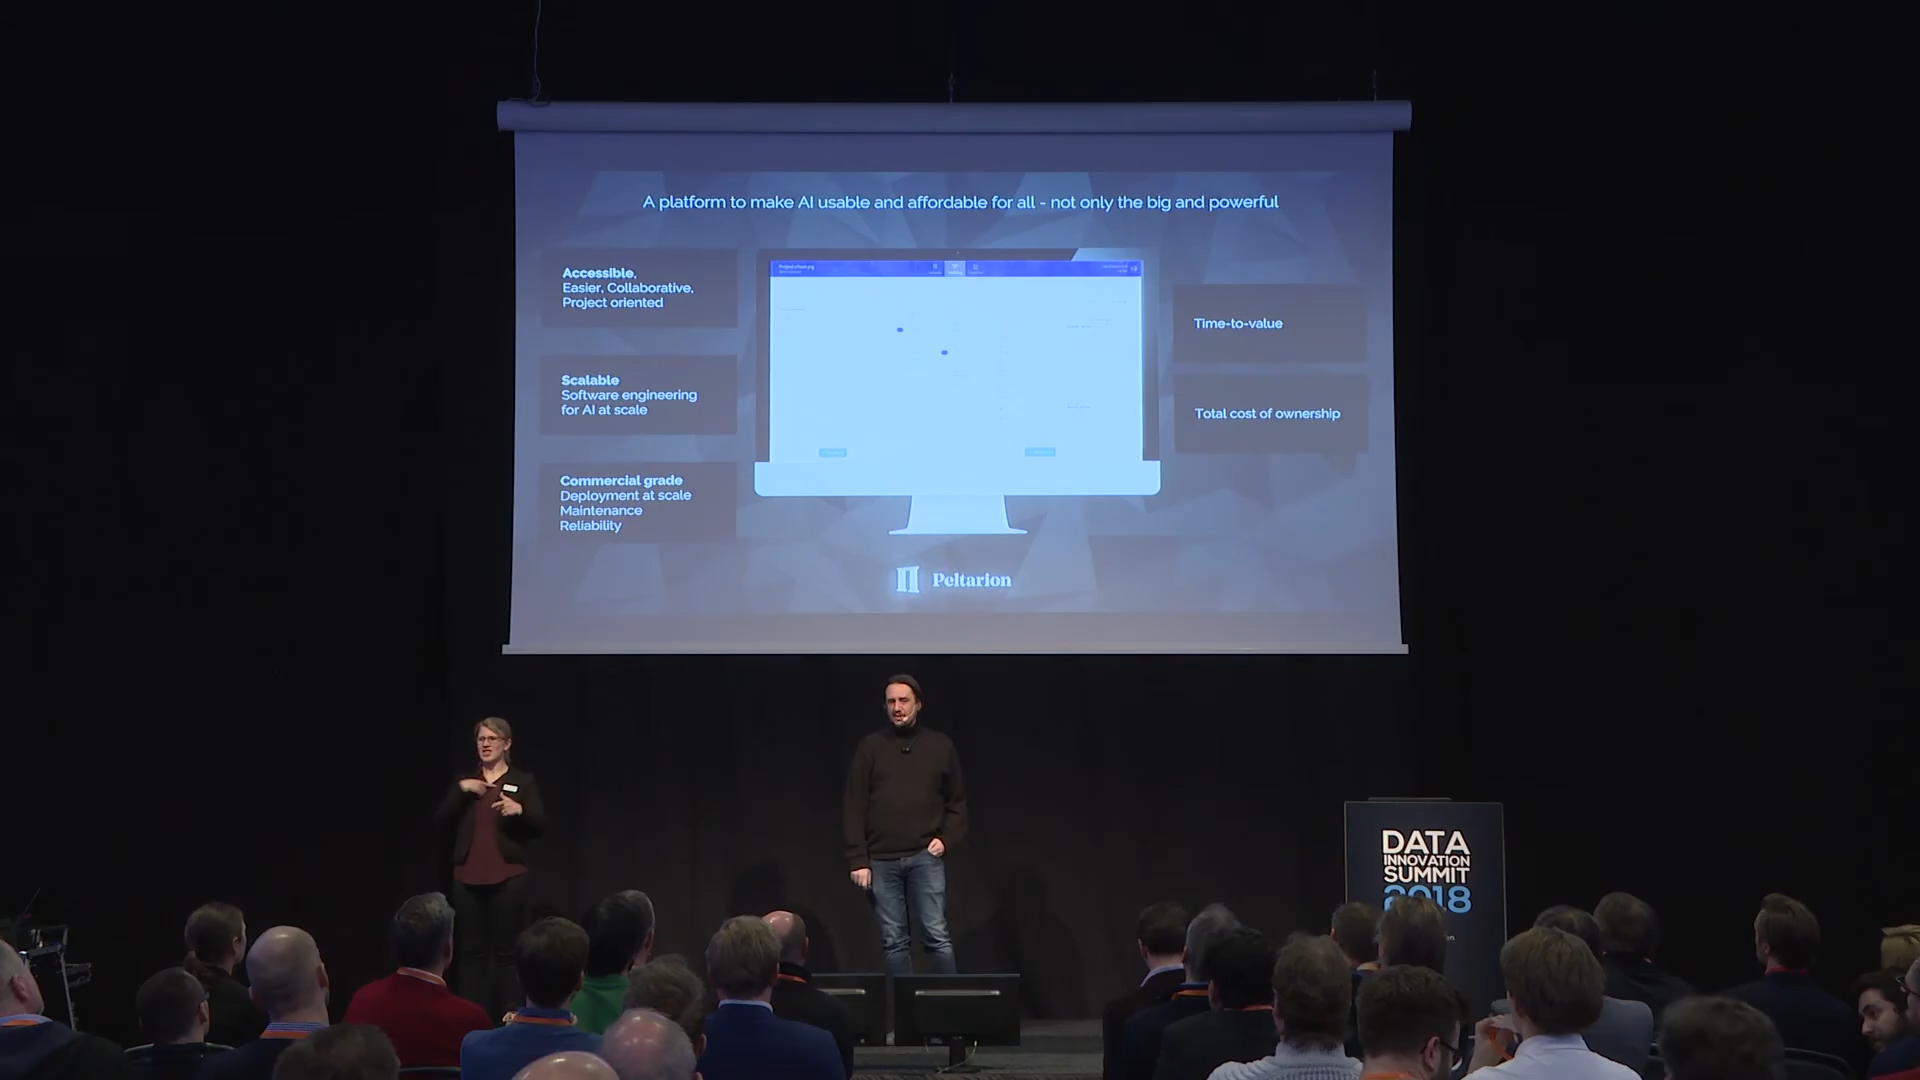 A platform to make AI usable and affordable for all - not only the big and powerful
Accessible,
Easier, Collaborative,
Project oriented
Scalable
Software engineering
for AI at scale
Commercial grade
Deployment at scale
Maintenance
Reliability
Time-to-value
Total cost of ownership
Peltarion
DATA
INNOVATION
SUMMIT
2018